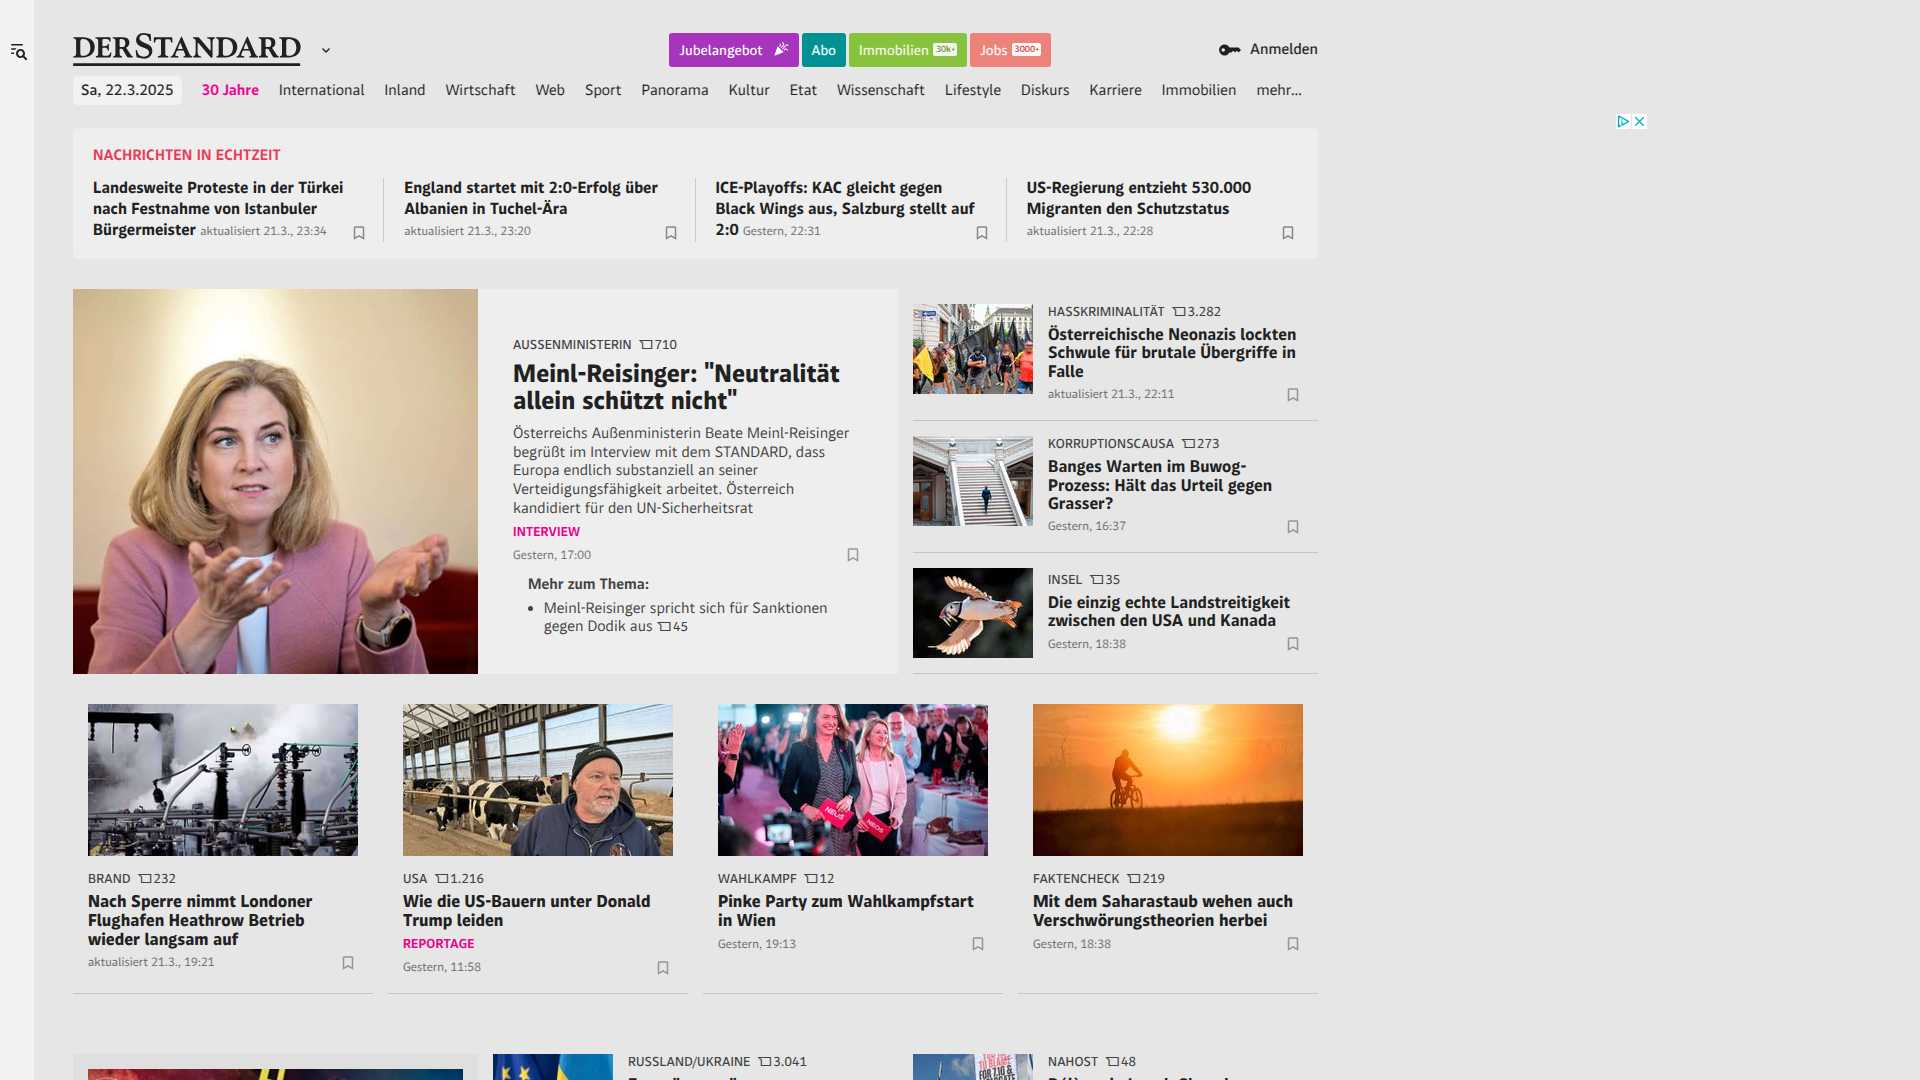 DERSTANDARD
Jubelangebot
Abo
Immobilien 30k+
Jobs 3000+
Anmelden
Sa, 22.3.2025 30 Jahre International Inland Wirtschaft Web Sport Panorama Kultur Etat Wissenschaft Lifestyle Diskurs Karriere Immobilien mehr...
NACHRICHTEN IN ECHTZEIT
Landesweite Proteste in der Türkei
nach Festnahme von Istanbuler
Bürgermeister aktualisiert 21.3., 23:34
England startet mit 2:0-Erfolg über
Albanien in Tuchel-Ära
aktualisiert 21.3., 23:20
ICE-Playoffs: KAC gleicht gegen
Black Wings aus, Salzburg stellt auf
2:0 Gestern, 22:31
US-Regierung entzieht 530.000
Migranten den Schutzstatus
aktualisiert 21.3., 22:28
AUSSENMINISTERIN 710
Meinl-Reisinger: "Neutralität
allein schützt nicht"
Österreichs Außenministerin Beate Meinl-Reisinger
begrüßt im Interview mit dem STANDARD, dass
Europa endlich substanziell an seiner
Verteidigungsfähigkeit arbeitet. Österreich
kandidiert für den UN-Sicherheitsrat
INTERVIEW
Gestern, 17:00
Mehr zum Thema:
• Meinl-Reisinger spricht sich für Sanktionen
gegen Dodik aus 45
HASSKRIMINALITÄT 3.282
Österreichische Neonazis lockten
Schwule für brutale Übergriffe in
Falle
aktualisiert 21.3., 22:11
KORRUPTIONSCAUSA 273
Banges Warten im Buwog-
Prozess: Hält das Urteil gegen
Grasser?
Gestern, 16:37
INSEL 35
Die einzig echte Landstreitigkeit
zwischen den USA und Kanada
Gestern, 18:38
BRAND 232
Nach Sperre nimmt Londoner
Flughafen Heathrow Betrieb
wieder langsam auf
aktualisiert 21.3., 19:21
USA 1.216
Wie die US-Bauern unter Donald
Trump leiden
REPORTAGE
Gestern, 11:58
NEOS
NEOS
WAHLKAMPF 12
Pinke Party zum Wahlkampfstart
in Wien
Gestern, 19:13
FAKTENCHECK 219
Mit dem Saharastaub wehen auch
Verschwörungstheorien herbei
Gestern, 18:38
RUSSLAND/UKRAINE 3.041
NAHOST 48